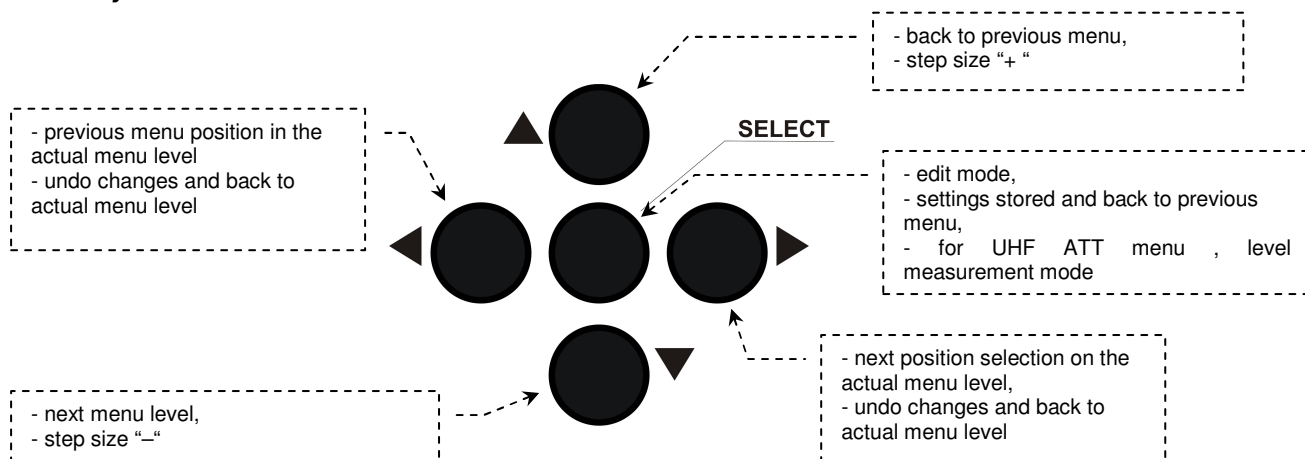 - back to previous menu,
- step size “+ “
- previous menu position in the
actual menu level
- undo changes and back to
actual menu level
SELECT
- edit mode,
- settings stored and back to previous
menu,
- for UHF ATT menu , level
measurement mode
- next position selection on the
actual menu level,
- undo changes and back to
actual menu level
- next menu level,
- step size “–“